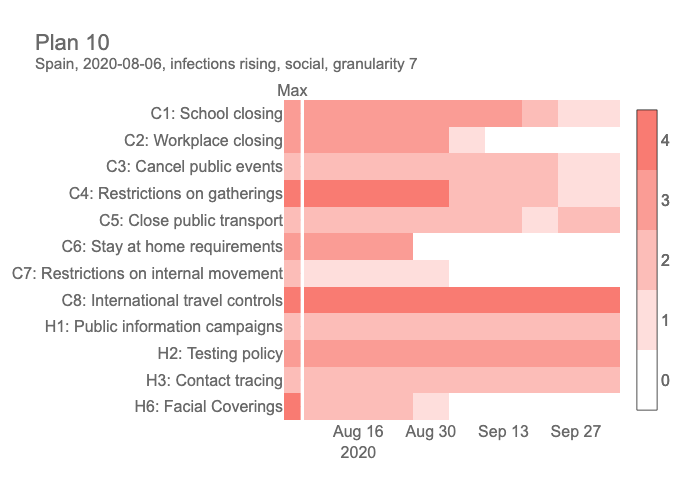 Plan 10
Spain, 2020-08-06, infections rising, social, granularity 7
Max
C1: School closing
C2: Workplace closing
C3: Cancel public events
C4: Restrictions on gatherings
C5: Close public transport
C6: Stay at home requirements
C7: Restrictions on internal movement
C8: International travel controls
H1: Public information campaigns
H2: Testing policy
H3: Contact tracing
H6: Facial Coverings
Aug 16 Aug 30 Sep 13 Sep 27
2020
4
3
2
1
0